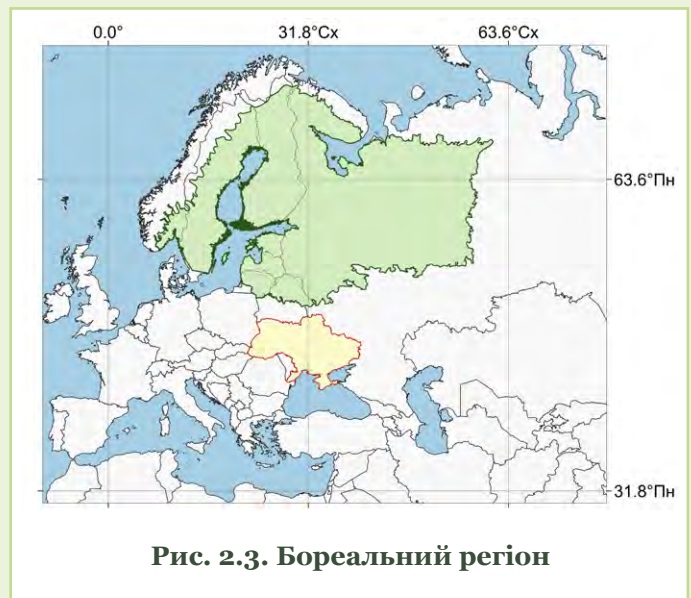 0.0° 31.8°Сх 63.6°Сх
63.6°Пн
31.8°Пн
Рис. 2.3. Бореальний регіон